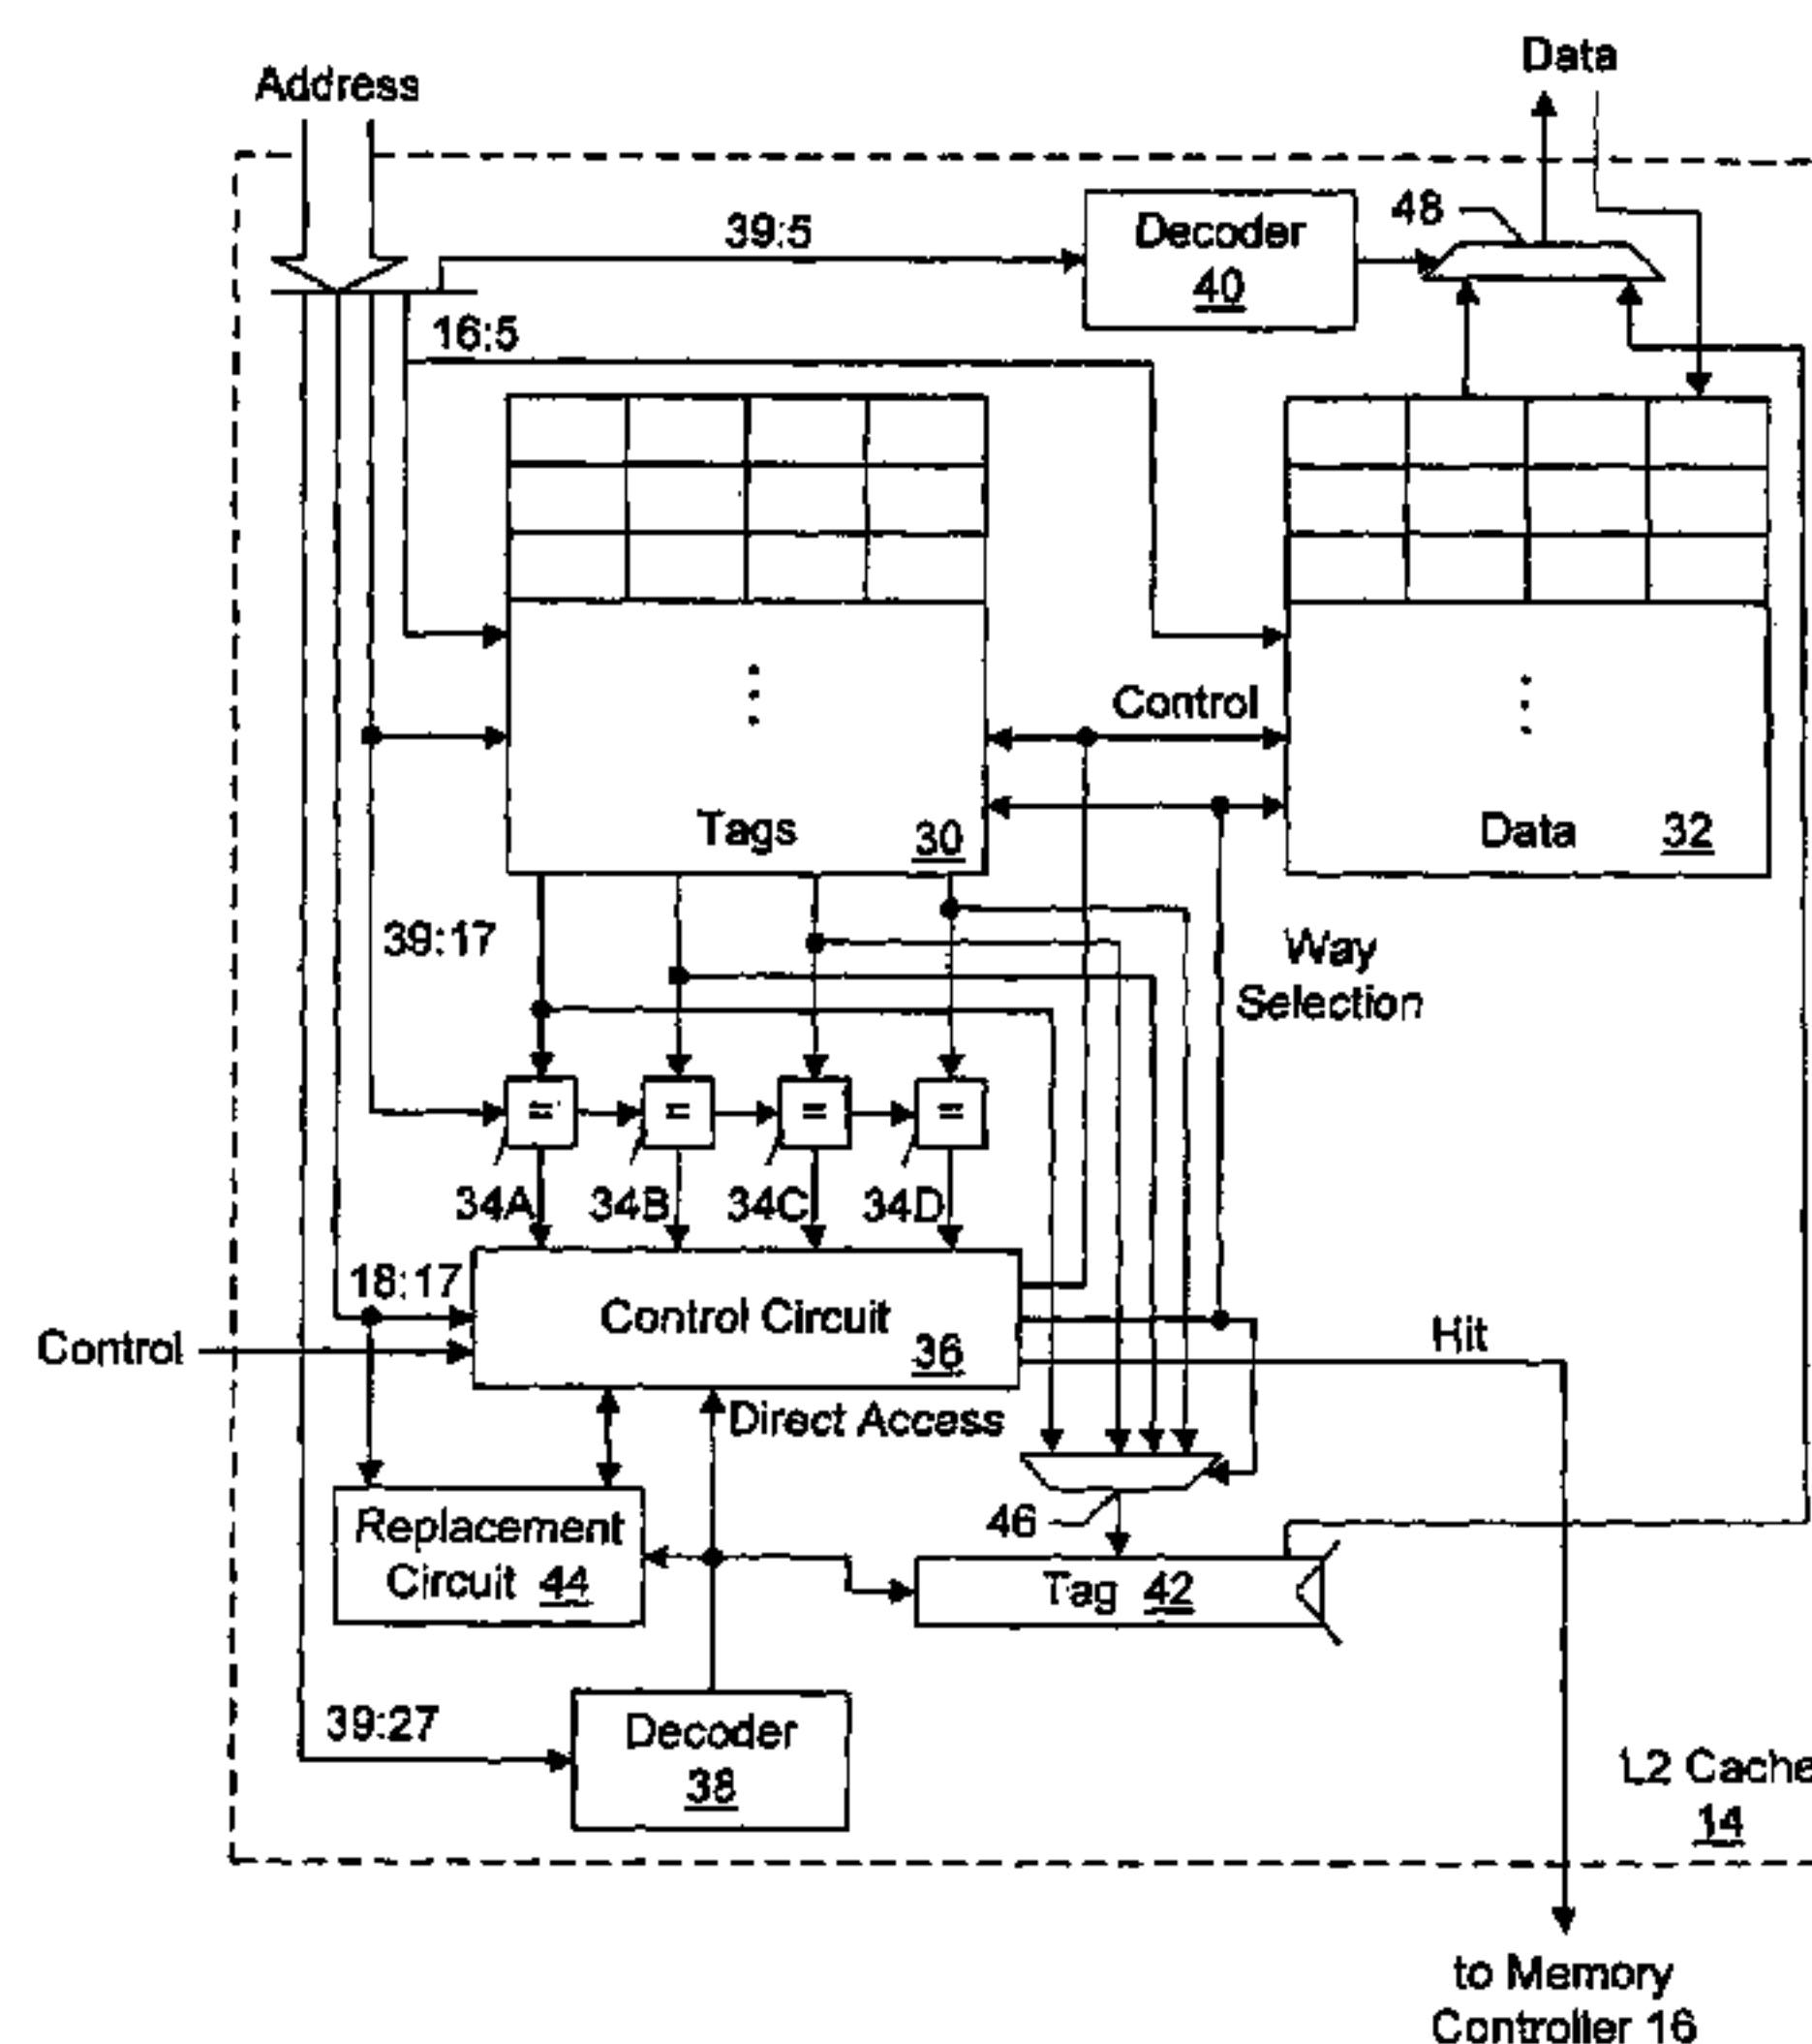 Address
Data
39:5
Decoder
40
48
16:5
Control
Tags 30
Data 32
39:17
Way
Selection
= = = =
34A 34B 34C 34D
18:17
Control Circuit
36
Control
Hit
Direct Access
Replacement
Circuit 44
46
Tag 42
39:27
Decoder
38
L2 Cache
14
to Memory
Controller 16